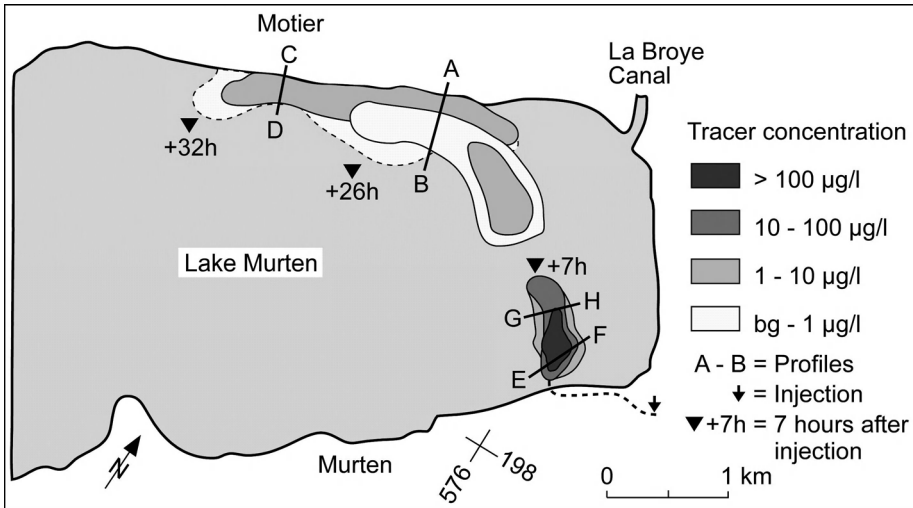 Motier
C
A
La Broye
Canal
D
+32h
B
+26h
Lake Murten
+7h
G
H
F
E
Murten
N
576
198
0
1 km
Tracer concentration
> 100 µg/l
10 - 100 µg/l
1 - 10 µg/l
bg - 1 µg/l
A - B = Profiles
= Injection
+7h = 7 hours after
injection